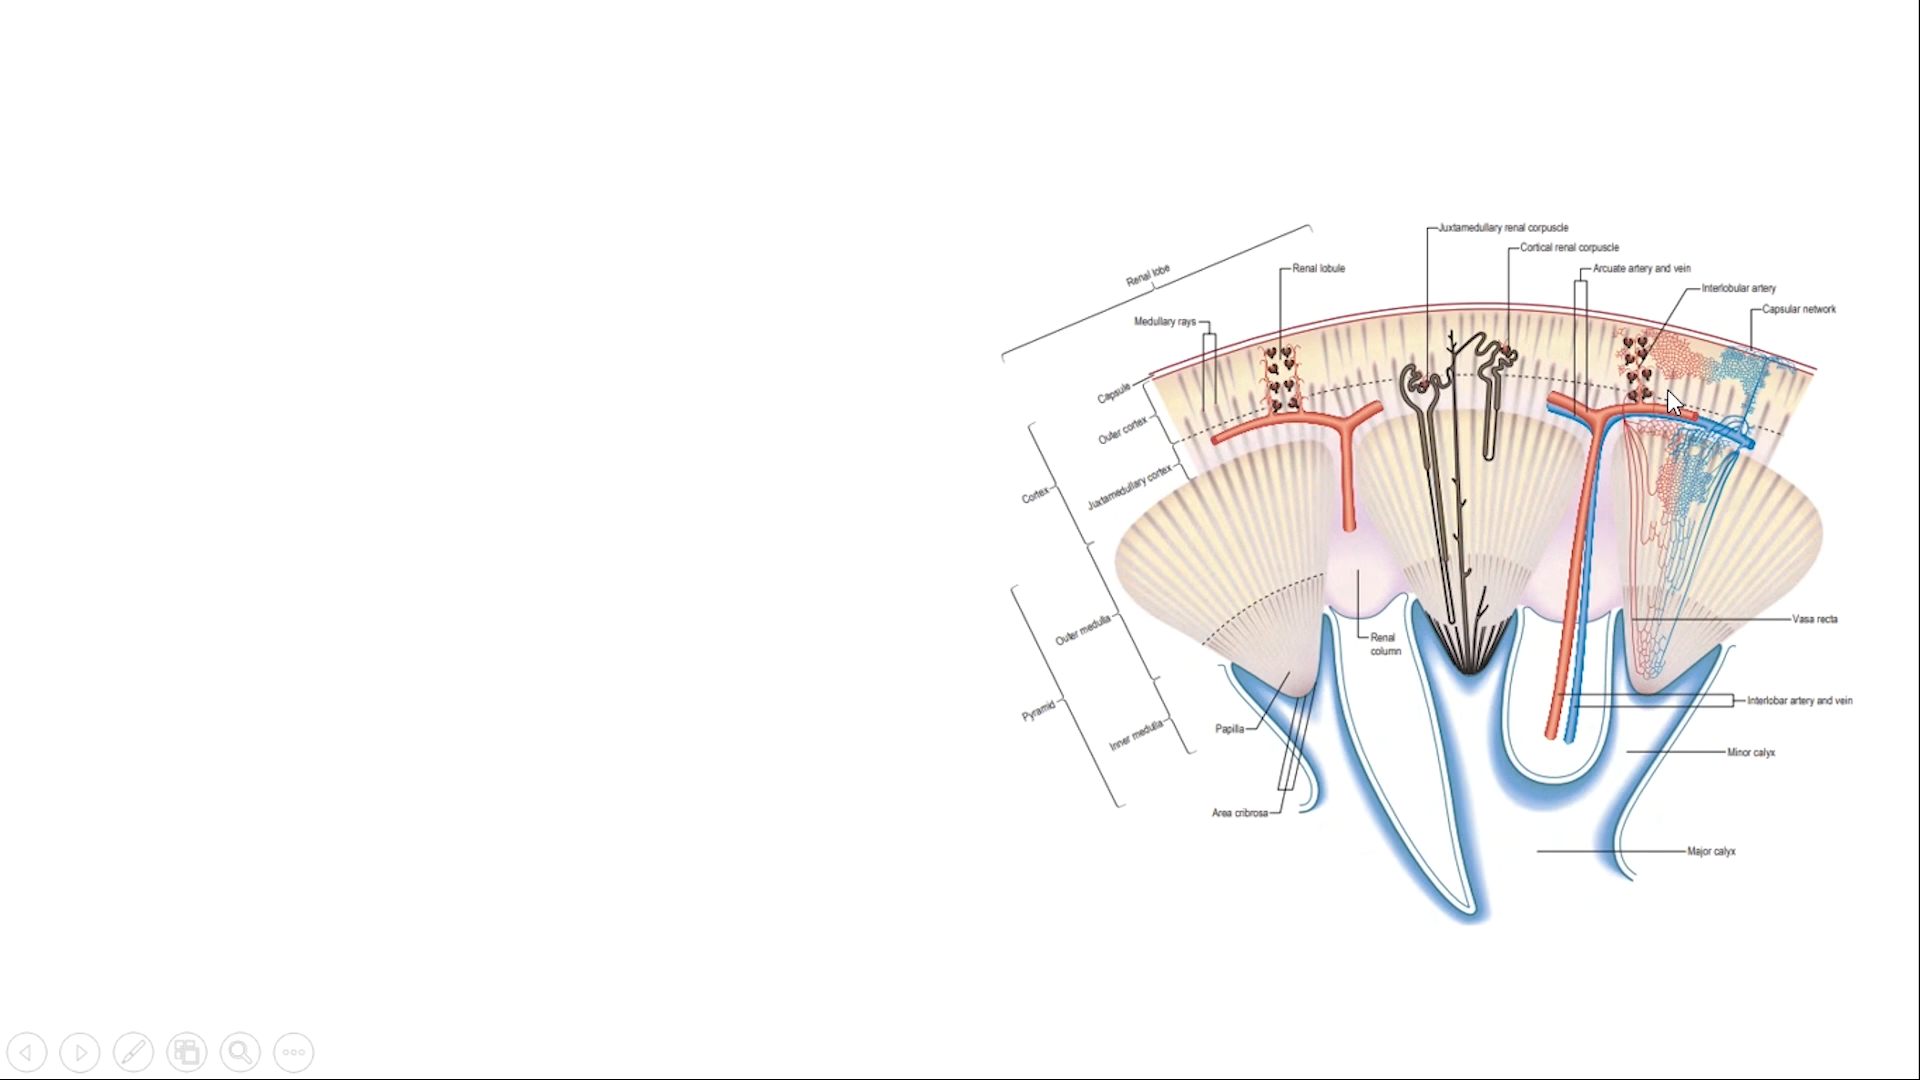 Juxtamedullary renal corpuscle
Cortical renal corpuscle
Renal lobe
Renal lobule
Arcuate artery and vein
Interlobular artery
Capsular network
Medullary rays
Capsule
Outer cortex
Juxtamedullary cortex
Cortex
Outer medulla
Renal
column
Vasa recta
Interlobar artery and vein
Pyramid
Inner medulla
Papilla
Minor calyx
Area cribrosa
Major calyx